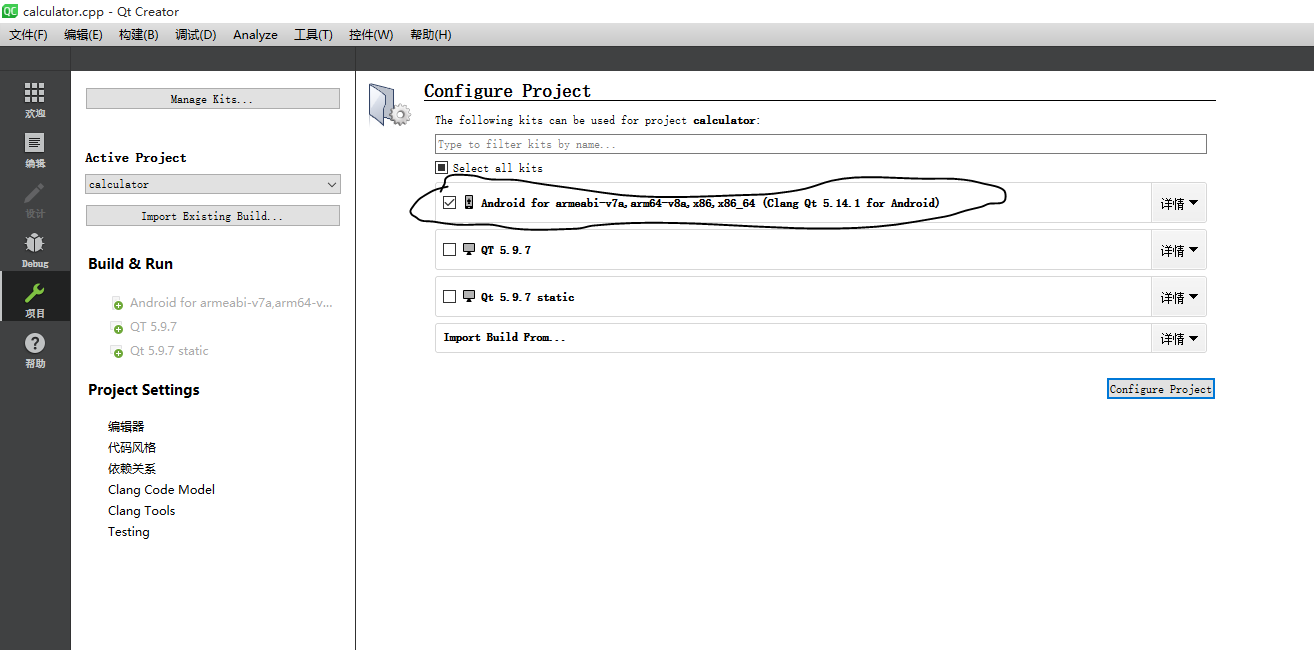 QC calculator.cpp - Qt Creator
文件(F) 编辑(E) 构建(B) 调试(D) Analyze 工具(T) 控件(W) 帮助(H)
欢迎
编辑
设计
Debug
项目
帮助
Manage Kits...
Active Project
calculator
Import Existing Build...
Build & Run
Android for armeabi-v7a,arm64-v...
QT 5.9.7
Qt 5.9.7 static
Project Settings
编辑器
代码风格
依赖关系
Clang Code Model
Clang Tools
Testing
Configure Project
The following kits can be used for project calculator:
Type to filter kits by name...
Select all kits
Android for armeabi-v7a,arm64-v8a,x86,x86_64 (Clang Qt 5.14.1 for Android) 详情
QT 5.9.7 详情
Qt 5.9.7 static 详情
Import Build From... 详情
Configure Project